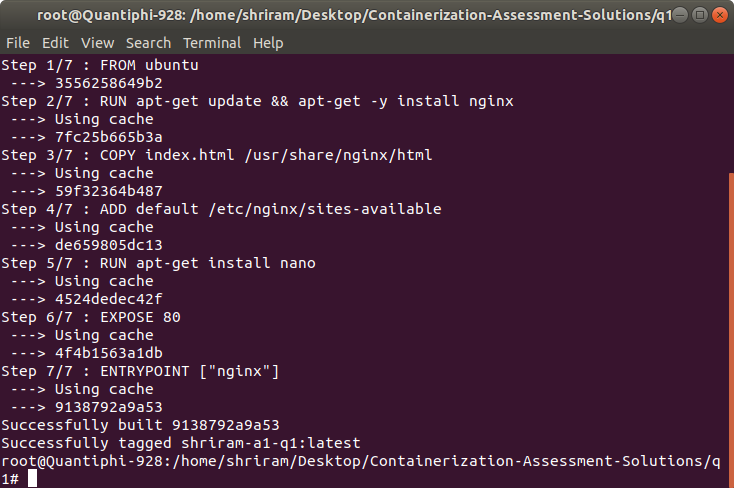 root@Quantiphi-928: /home/shriram/Desktop/Containerization-Assessment-Solutions/q1
File Edit View Search Terminal Help
Step 1/7 : FROM ubuntu
 ---> 3556258649b2
Step 2/7 : RUN apt-get update && apt-get -y install nginx
 ---> Using cache
 ---> 7fc25b665b3a
Step 3/7 : COPY index.html /usr/share/nginx/html
 ---> Using cache
 ---> 59f32364b487
Step 4/7 : ADD default /etc/nginx/sites-available
 ---> Using cache
 ---> de659805dc13
Step 5/7 : RUN apt-get install nano
 ---> Using cache
 ---> 4524dedec42f
Step 6/7 : EXPOSE 80
 ---> Using cache
 ---> 4f4b1563a1db
Step 7/7 : ENTRYPOINT ["nginx"]
 ---> Using cache
 ---> 9138792a9a53
Successfully built 9138792a9a53
Successfully tagged shriram-a1-q1:latest
root@Quantiphi-928:/home/shriram/Desktop/Containerization-Assessment-Solutions/q
1#